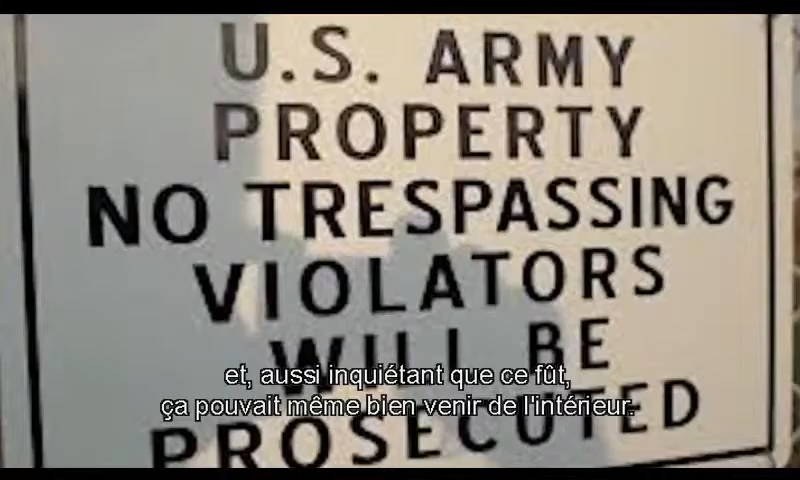 U.S. ARMY
PROPERTY
NO TRESPASSING
VIOLATORS
WILL BE
et, aussi inquiétant que ce fût,
ça pouvait même bien venir de l'intérieur.
PROSECUTED